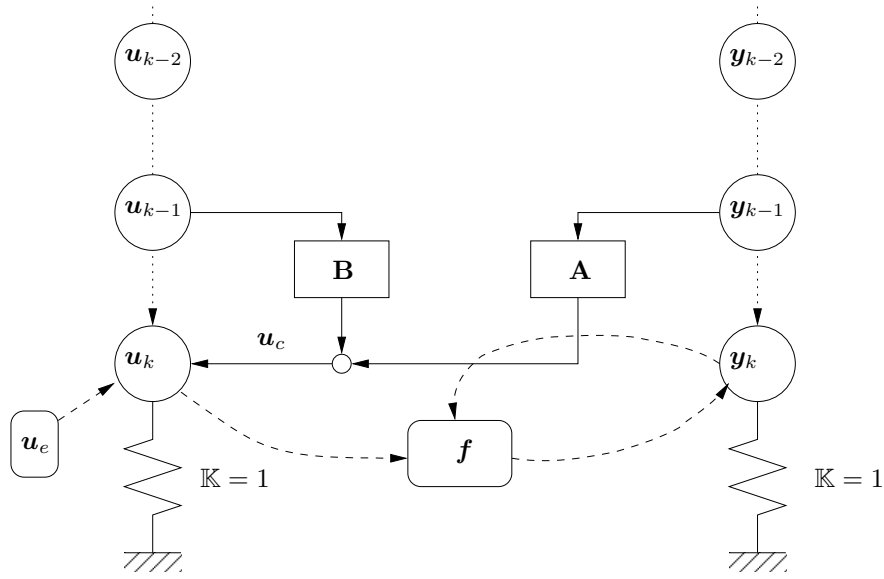 u_{k−2}
y_{k−2}
u_{k−1}
y_{k−1}
B
A
u_c
u_k
y_k
u_e
f
𝕂 = 1
𝕂 = 1